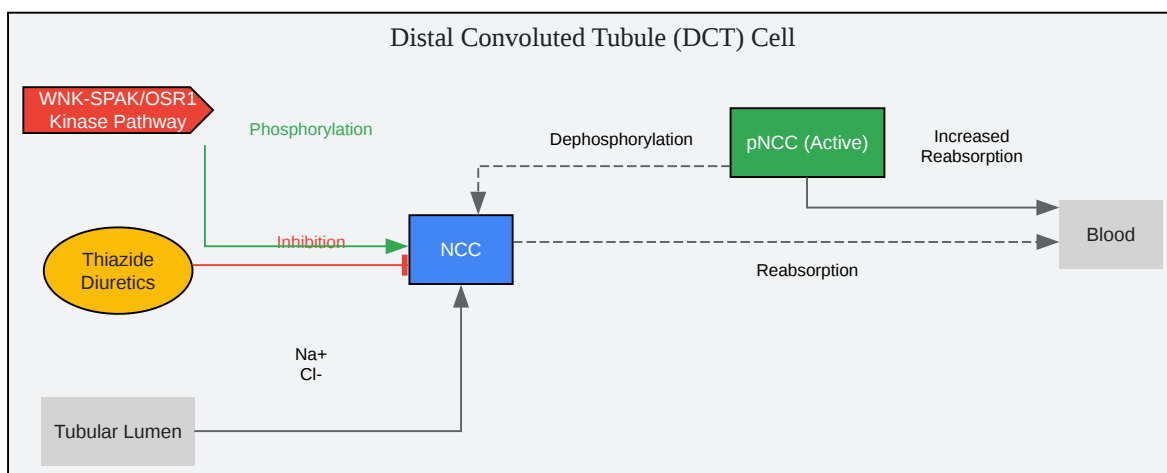 Distal Convoluted Tubule (DCT) Cell
WNK-SPAK/OSR1
Kinase Pathway
Phosphorylation
Dephosphorylation
pNCC (Active)
Increased
Reabsorption
Inhibition
NCC
Blood
Thiazide
Diuretics
Reabsorption
Na+
Cl-
Tubular Lumen